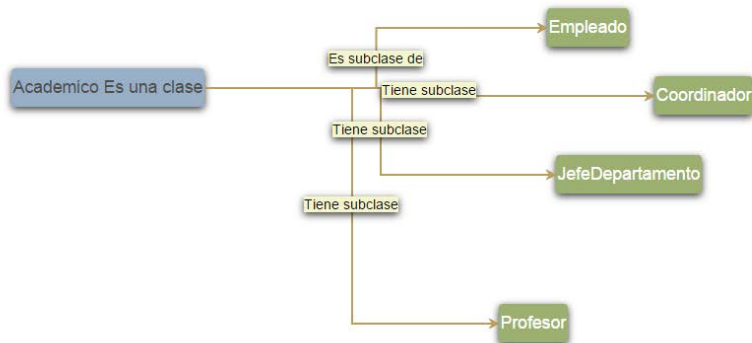 Empleado
Es subclase de
Academico Es una clase
Tiene subclase
Coordinador
Tiene subclase
JefeDepartamento
Tiene subclase
Profesor